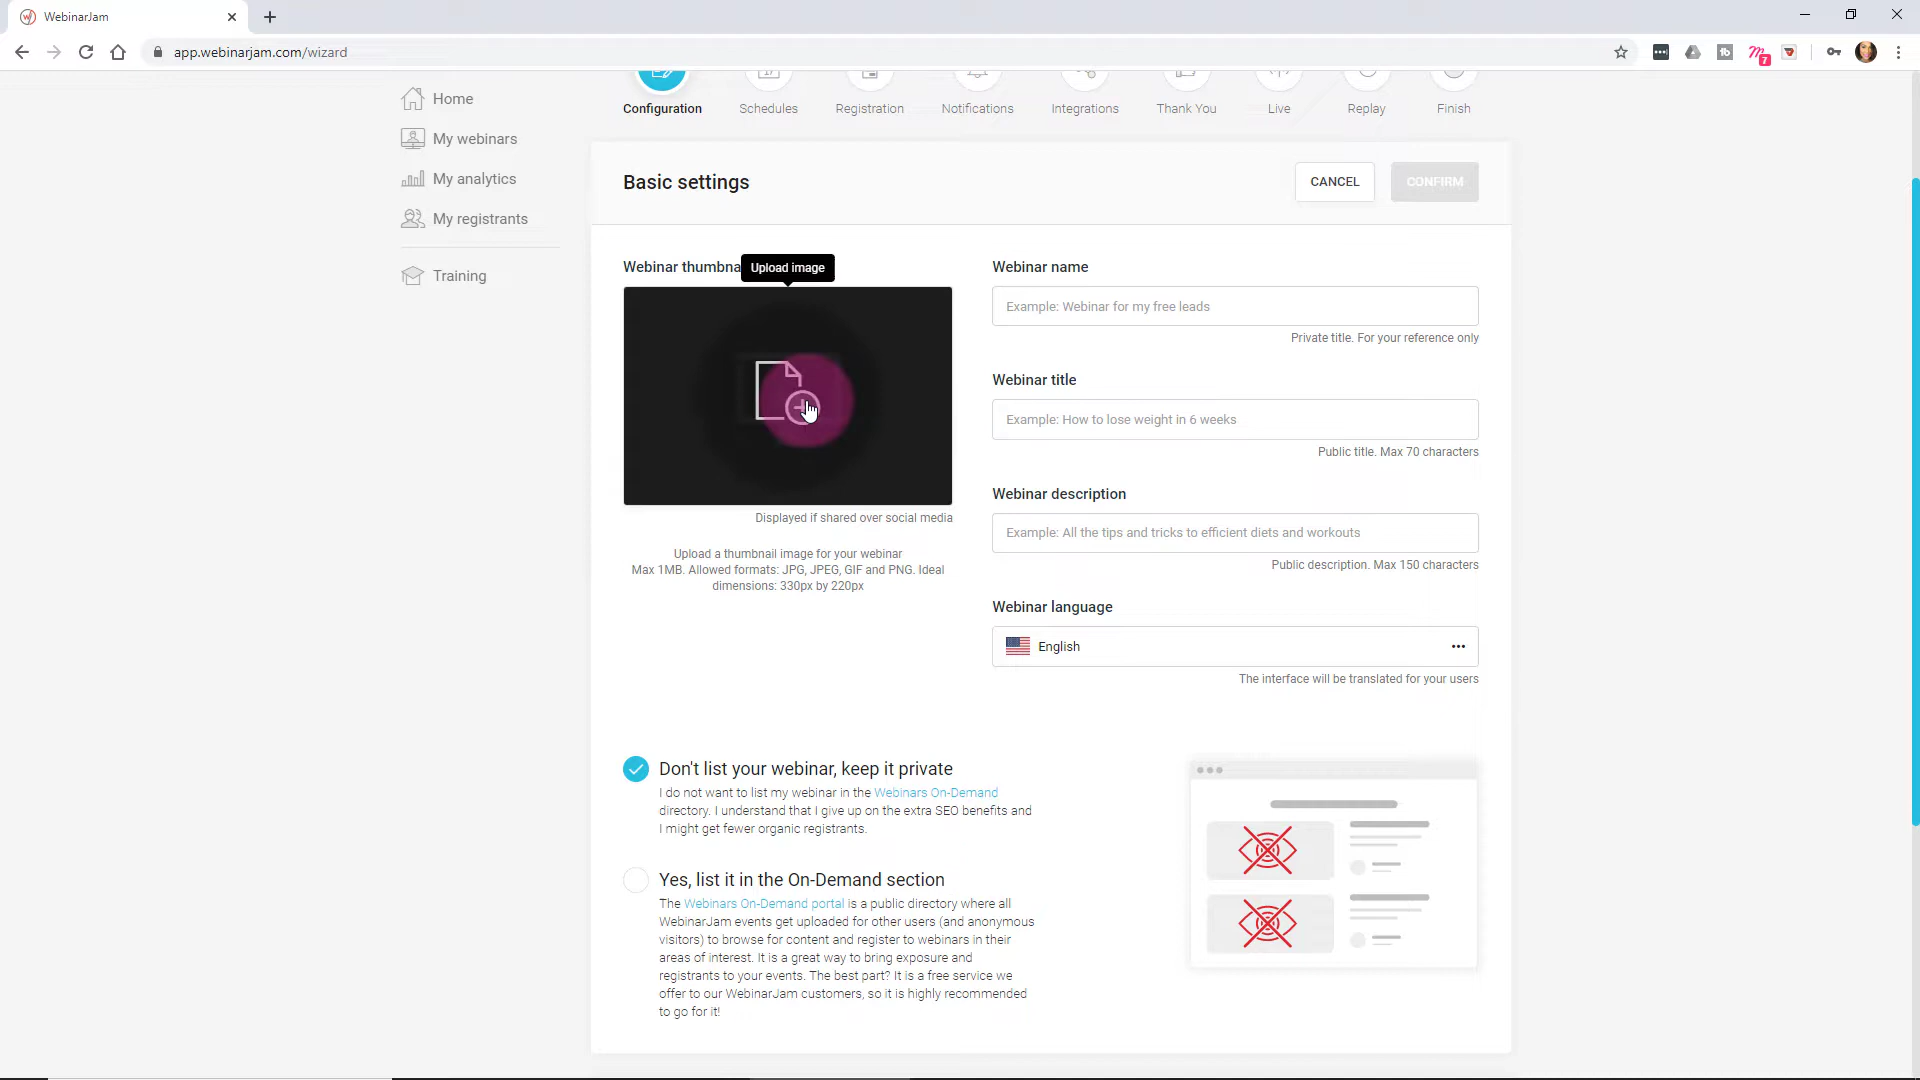 WebinarJam
app.webinarjam.com/wizard
7
Home
My webinars
My analytics
My registrants
Training
Configuration
Schedules
Registration
Notifications
Integrations
Thank You
Live
Replay
Finish
Basic settings
CANCEL
CONFIRM
Webinar thumbna
Upload image
Displayed if shared over social media
Upload a thumbnail image for your webinar
Max 1MB. Allowed formats: JPG, JPEG, GIF and PNG. Ideal
dimensions: 330px by 220px
Webinar name
Example: Webinar for my free leads
Private title. For your reference only
Webinar title
Example: How to lose weight in 6 weeks
Public title. Max 70 characters
Webinar description
Example: All the tips and tricks to efficient diets and workouts
Public description. Max 150 characters
Webinar language
English
The interface will be translated for your users
Don't list your webinar, keep it private
I do not want to list my webinar in the Webinars On-Demand
directory. I understand that I give up on the extra SEO benefits and
I might get fewer organic registrants.
Yes, list it in the On-Demand section
The Webinars On-Demand portal is a public directory where all
WebinarJam events get uploaded for other users (and anonymous
visitors) to browse for content and register to webinars in their
areas of interest. It is a great way to bring exposure and
registrants to your events. The best part? It is a free service we
offer to our WebinarJam customers, so it is highly recommended
to go for it!